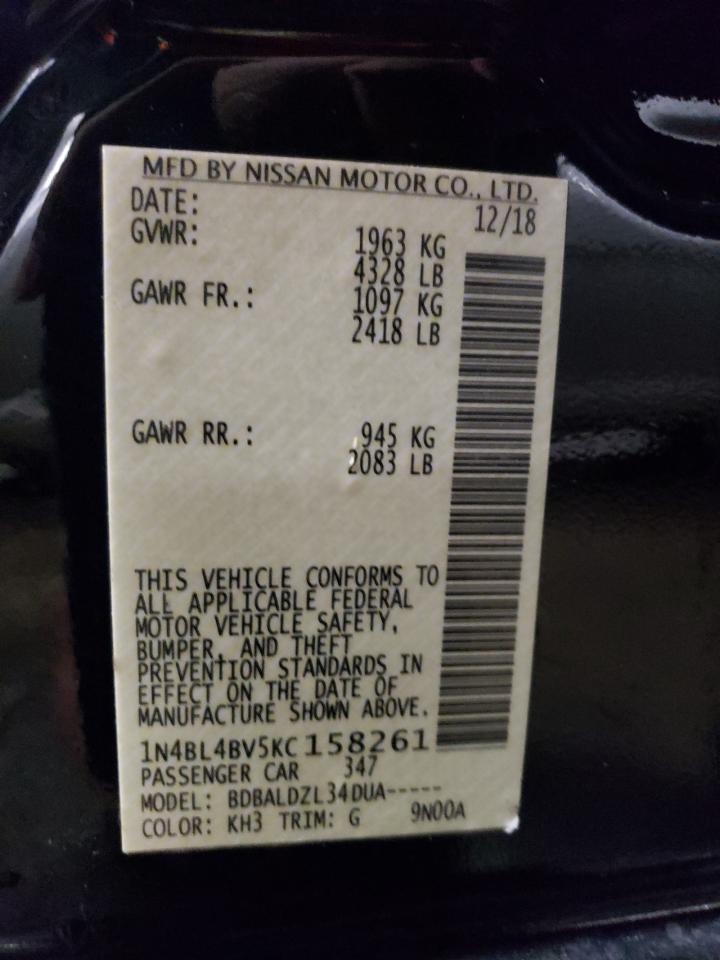 MFD BY NISSAN MOTOR CO., LTD.
DATE: 12/18
GVWR: 1963 KG
4328 LB
GAWR FR.: 1097 KG
2418 LB
GAWR RR.: 945 KG
2083 LB
THIS VEHICLE CONFORMS TO
ALL APPLICABLE FEDERAL
MOTOR VEHICLE SAFETY,
BUMPER, AND THEFT
PREVENTION STANDARDS IN
EFFECT ON THE DATE OF
MANUFACTURE SHOWN ABOVE.
1N4BL4BV5KC158261
PASSENGER CAR 347
MODEL: BDBALDZL34DUA-----
COLOR: KH3 TRIM: G 9N00A